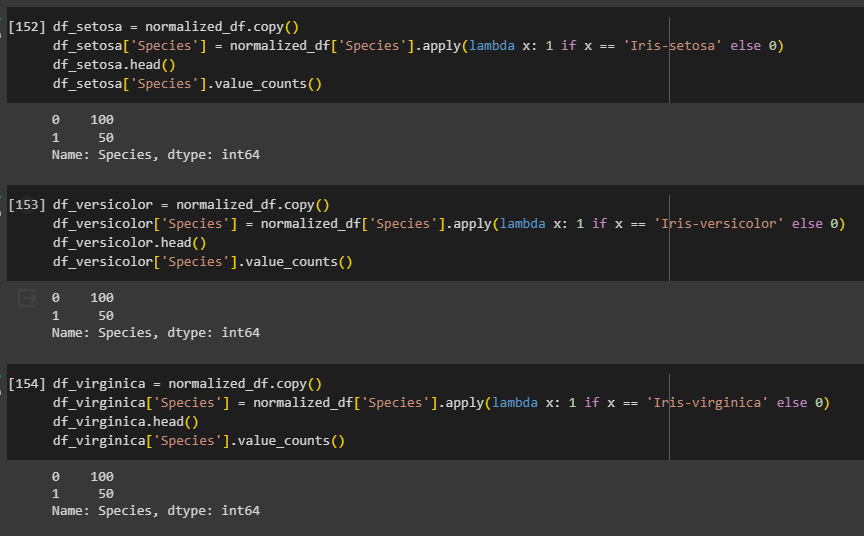 [152] df_setosa = normalized_df.copy()
df_setosa['Species'] = normalized_df['Species'].apply(lambda x: 1 if x == 'Iris-setosa' else 0)
df_setosa.head()
df_setosa['Species'].value_counts()
0    100
1     50
Name: Species, dtype: int64
[153] df_versicolor = normalized_df.copy()
df_versicolor['Species'] = normalized_df['Species'].apply(lambda x: 1 if x == 'Iris-versicolor' else 0)
df_versicolor.head()
df_versicolor['Species'].value_counts()
0    100
1     50
Name: Species, dtype: int64
[154] df_virginica = normalized_df.copy()
df_virginica['Species'] = normalized_df['Species'].apply(lambda x: 1 if x == 'Iris-virginica' else 0)
df_virginica.head()
df_virginica['Species'].value_counts()
0    100
1     50
Name: Species, dtype: int64